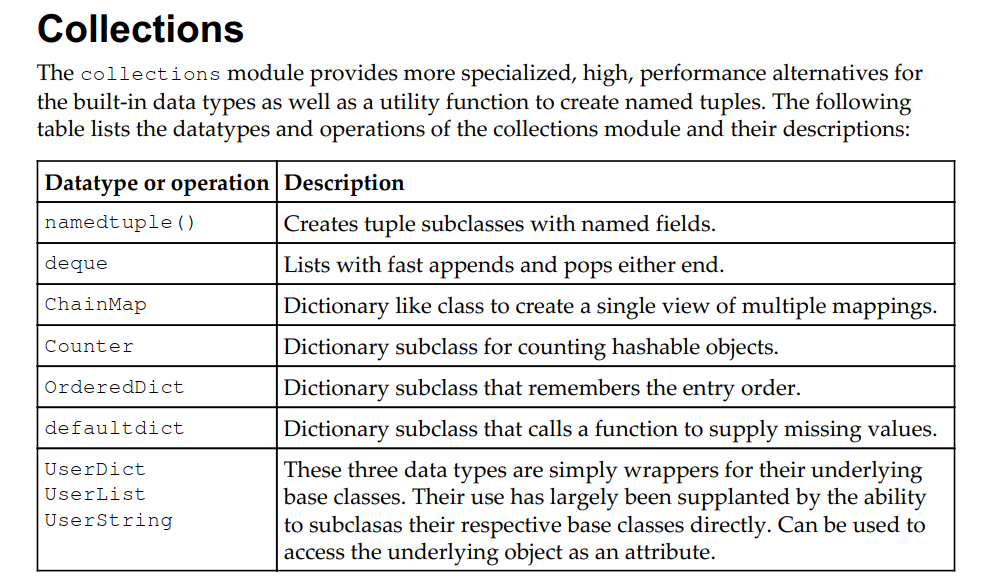 Collections
The collections module provides more specialized, high, performance alternatives for
the built-in data types as well as a utility function to create named tuples. The following
table lists the datatypes and operations of the collections module and their descriptions:
Datatype or operation Description
namedtuple() Creates tuple subclasses with named fields.
deque Lists with fast appends and pops either end.
ChainMap Dictionary like class to create a single view of multiple mappings.
Counter Dictionary subclass for counting hashable objects.
OrderedDict Dictionary subclass that remembers the entry order.
defaultdict Dictionary subclass that calls a function to supply missing values.
UserDict These three data types are simply wrappers for their underlying
UserList base classes. Their use has largely been supplanted by the ability
UserString to subclasas their respective base classes directly. Can be used to
access the underlying object as an attribute.